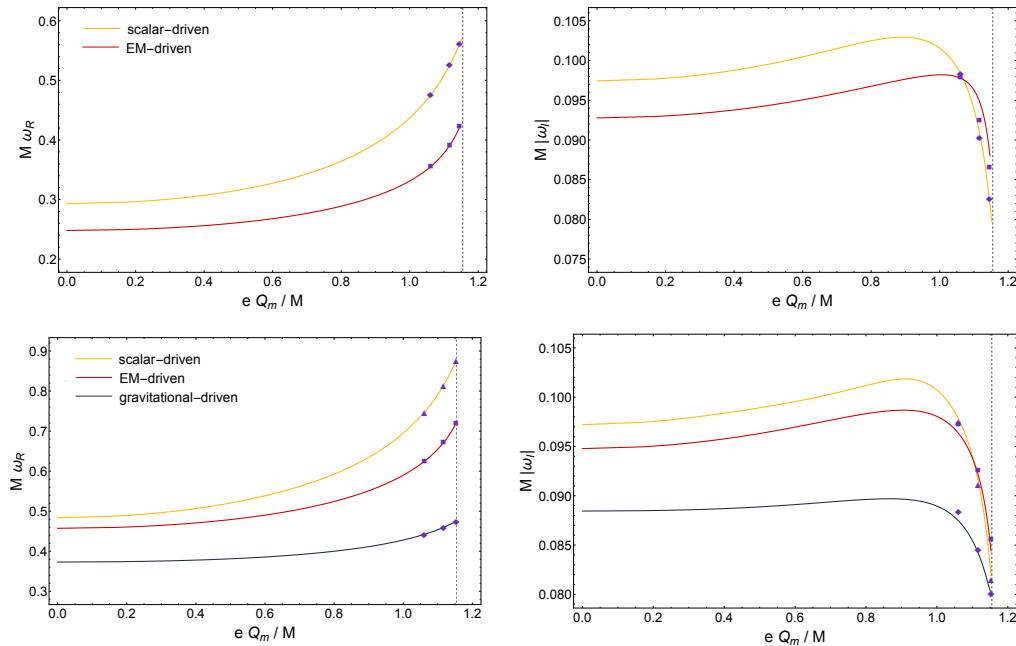 0.6
0.5
0.4
0.3
0.2
M ω_R
scalar–driven
EM–driven
0.0 0.2 0.4 0.6 0.8 1.0 1.2
e Q_m / M
0.105
0.100
0.095
0.090
0.085
0.080
0.075
M |ω_I|
0.0 0.2 0.4 0.6 0.8 1.0 1.2
e Q_m / M
0.9
0.8
0.7
0.6
0.5
0.4
0.3
M ω_R
scalar–driven
EM–driven
gravitational–driven
0.0 0.2 0.4 0.6 0.8 1.0 1.2
e Q_m / M
0.105
0.100
0.095
0.090
0.085
0.080
M |ω_I|
0.0 0.2 0.4 0.6 0.8 1.0 1.2
e Q_m / M